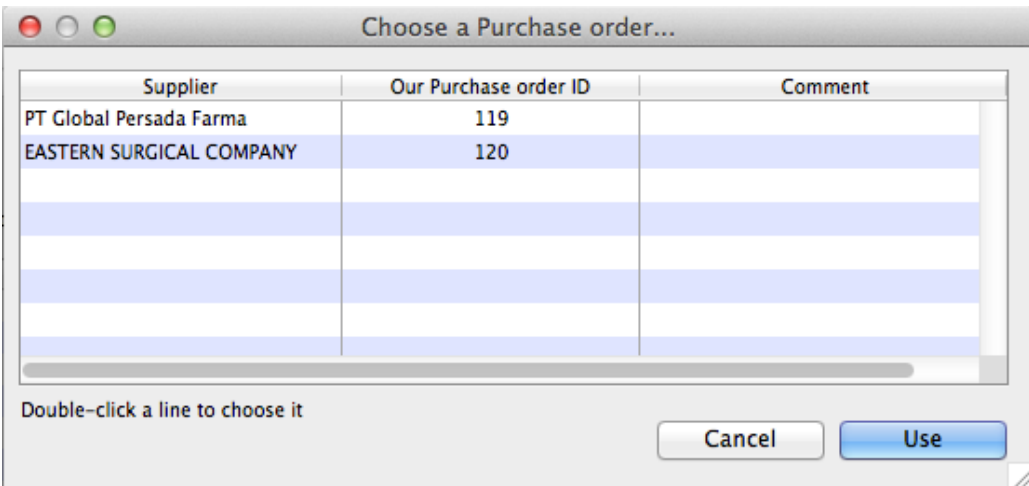 Choose a Purchase order...
Supplier Our Purchase order ID Comment
PT Global Persada Farma 119
EASTERN SURGICAL COMPANY 120
Double-click a line to choose it
Cancel Use